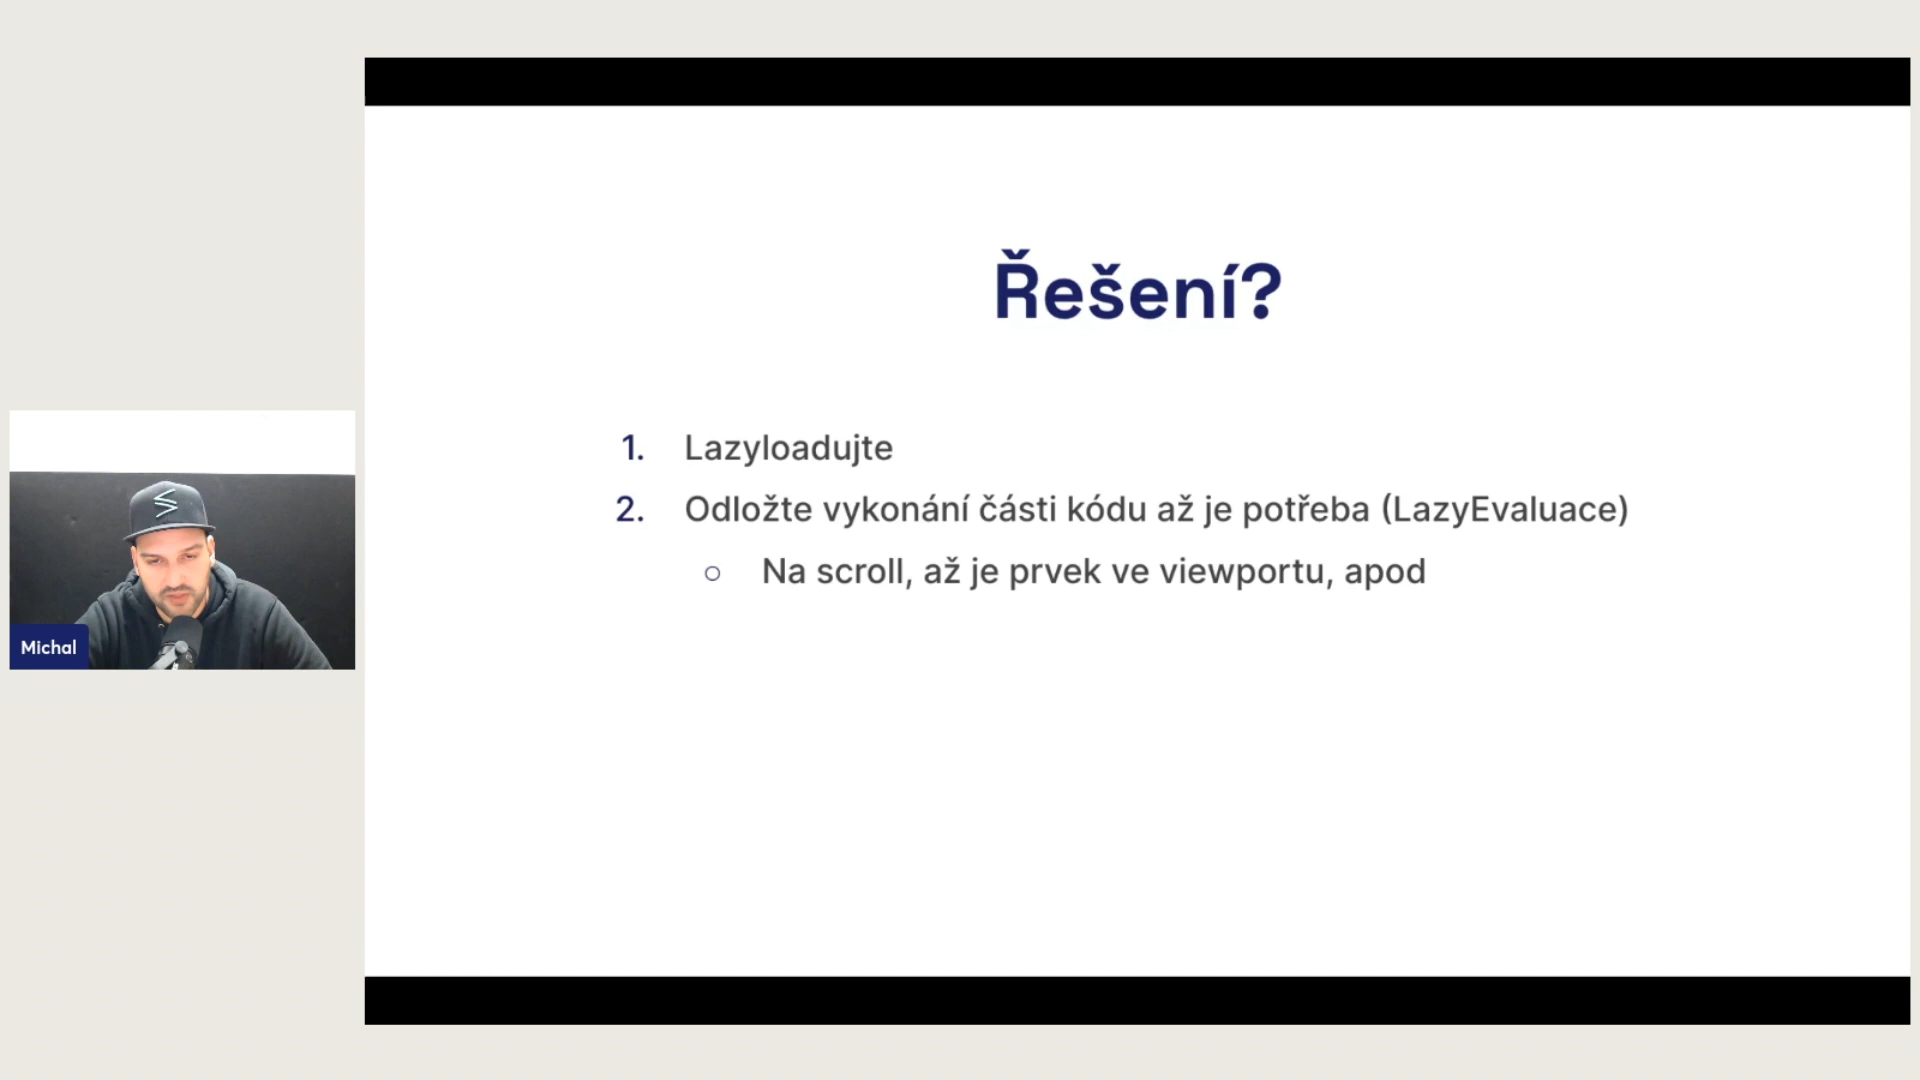 Řešení?
1. Lazyloadujte
2. Odložte vykonání části kódu až je potřeba (LazyEvaluace)
○ Na scroll, až je prvek ve viewportu, apod
Michal